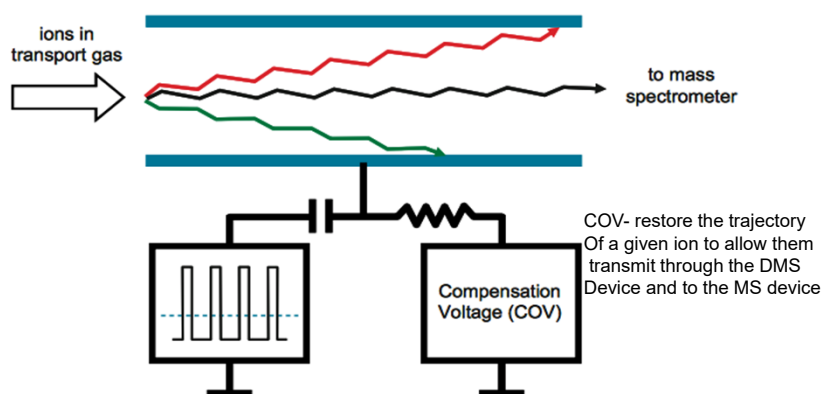 ions in
transport gas
to mass
spectrometer
COV- restore the trajectory
Of a given ion to allow them
transmit through the DMS
Device and to the MS device
Compensation
Voltage (COV)